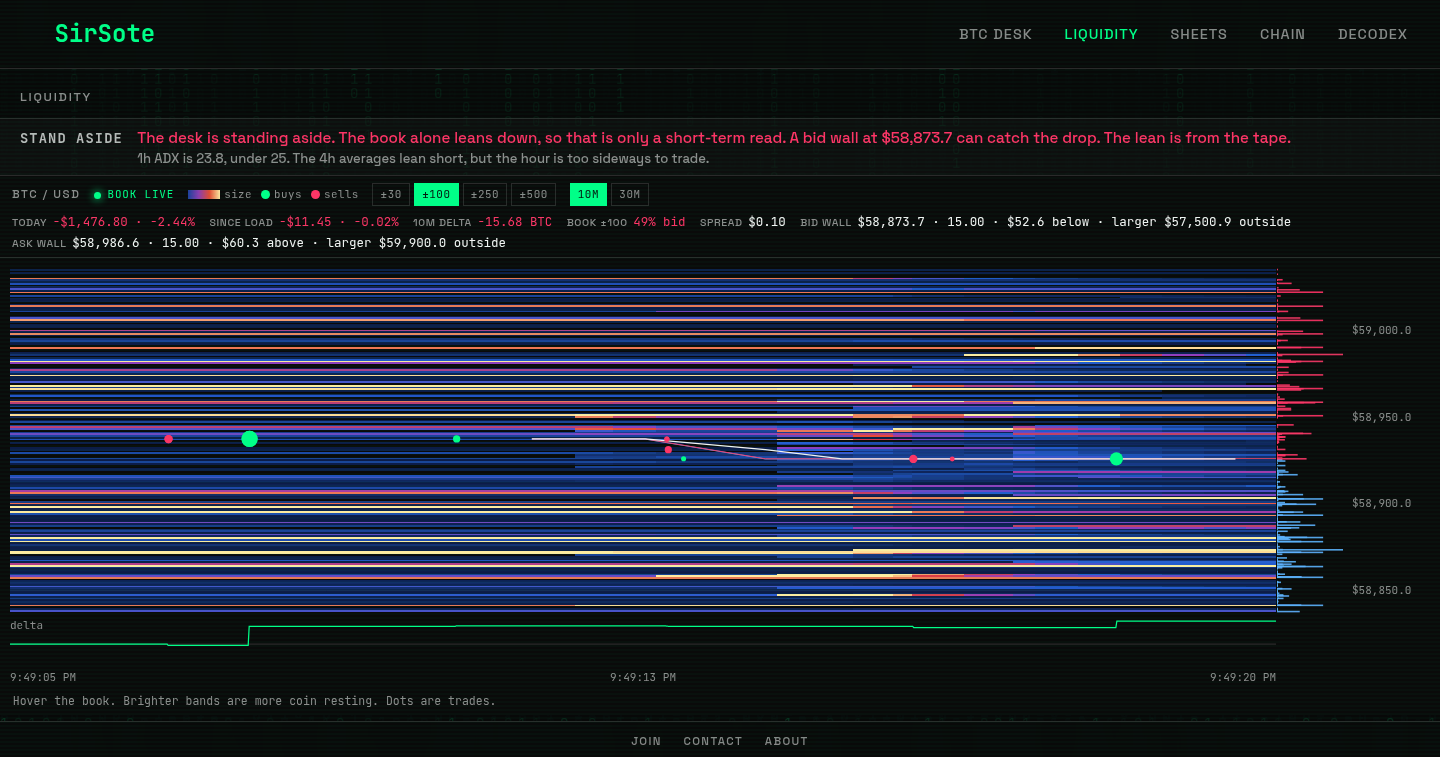 SirSote
BTC DESK LIQUIDITY SHEETS CHAIN DECODEX
LIQUIDITY
STAND ASIDE The desk is standing aside. The book alone leans down, so that is only a short-term read. A bid wall at $58,873.7 can catch the drop. The lean is from the tape.
1h ADX is 23.8, under 25. The 4h averages lean short, but the hour is too sideways to trade.
BTC / USD BOOK LIVE size buys sells ±30 ±100 ±250 ±500 10M 30M
TODAY -$1,476.80 · -2.44% SINCE LOAD -$11.45 · -0.02% 10M DELTA -15.68 BTC BOOK ±100 49% bid SPREAD $0.10 BID WALL $58,873.7 · 15.00 · $52.6 below · larger $57,500.9 outside
ASK WALL $58,986.6 · 15.00 · $60.3 above · larger $59,900.0 outside
$59,000.0
$58,950.0
$58,900.0
$58,850.0
delta
9:49:05 PM 9:49:13 PM 9:49:20 PM
Hover the book. Brighter bands are more coin resting. Dots are trades.
JOIN CONTACT ABOUT